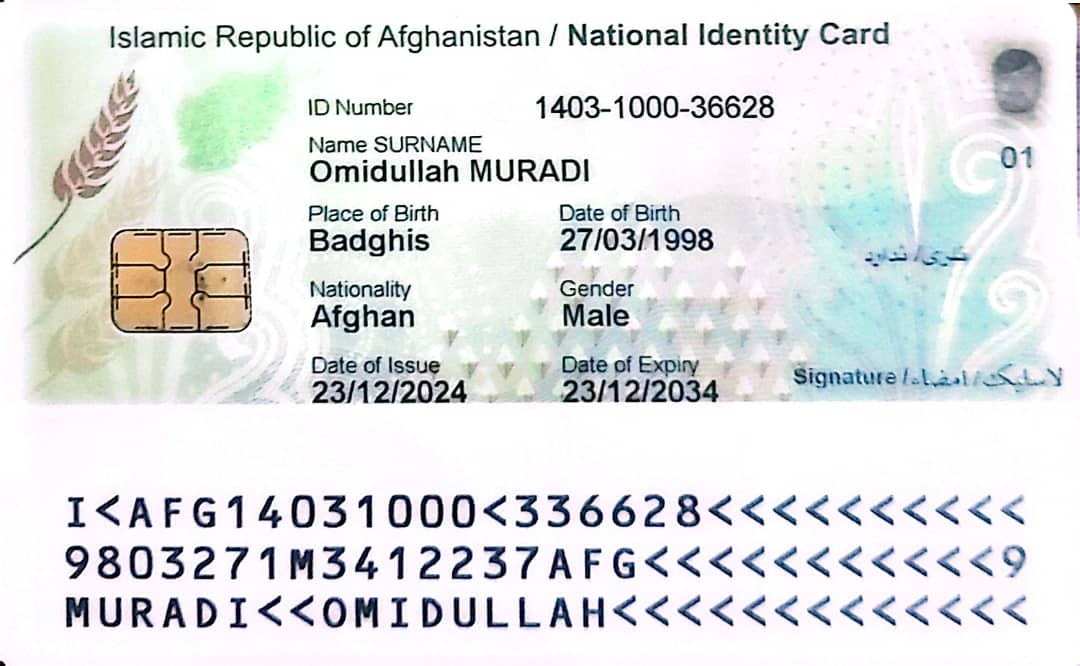 Islamic Republic of Afghanistan / National Identity Card
ID Number 1403-1000-36628
Name SURNAME
Omidullah MURADI
01
Place of Birth Date of Birth
Badghis 27/03/1998
شری/ندارد
Nationality Gender
Afghan Male
Date of Issue Date of Expiry
23/12/2024 23/12/2034
Signature/امضاء/لاسلیک
I<AFG14031000<336628<<<<<<<<<<
9803271M3412237AFG<<<<<<<<<<<9
MURADI<<OMIDULLAH<<<<<<<<<<<<<